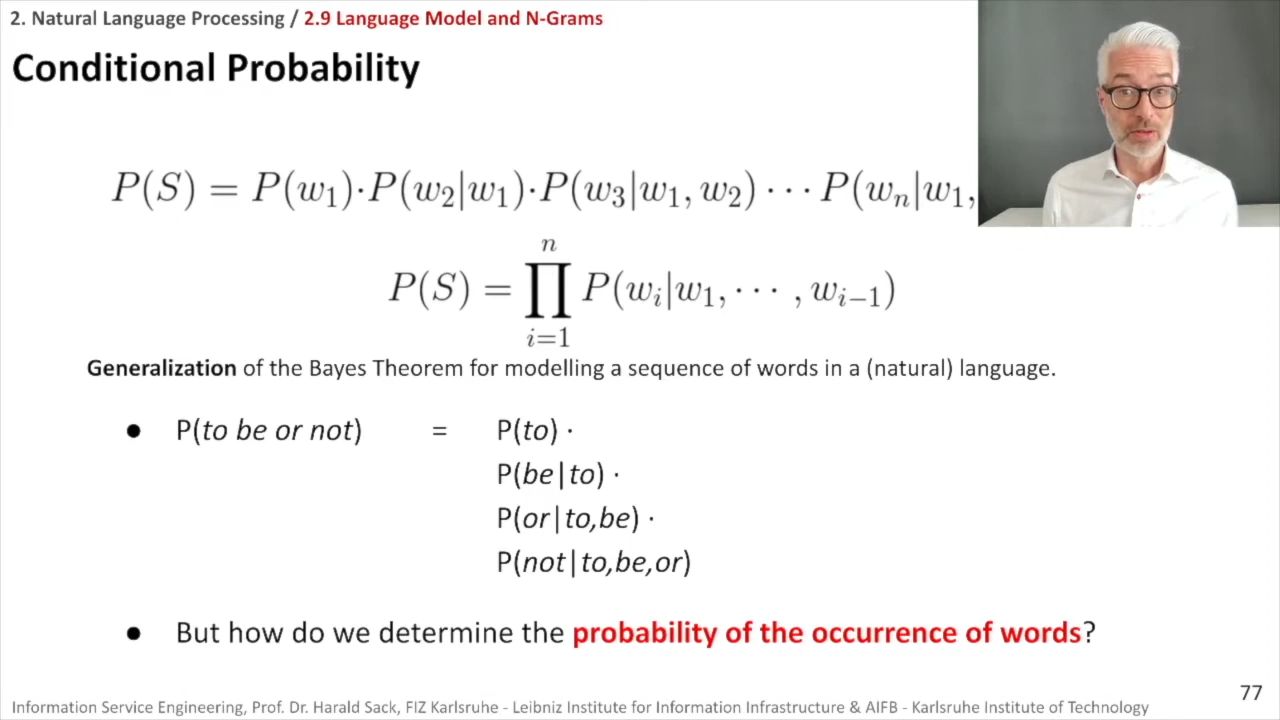 2. Natural Language Processing / 2.9 Language Model and N-Grams
Conditional Probability
P(S) = P(w₁)·P(w₂|w₁)·P(w₃|w₁, w₂) ··· P(wₙ|w₁,
P(S) = ∏ᵢ₌₁ⁿ P(wᵢ|w₁, ··· , wᵢ₋₁)
Generalization of the Bayes Theorem for modelling a sequence of words in a (natural) language.
● P(to be or not) = P(to) ·
P(be|to) ·
P(or|to,be) ·
P(not|to,be,or)
● But how do we determine the probability of the occurrence of words?
77
Information Service Engineering, Prof. Dr. Harald Sack, FIZ Karlsruhe - Leibniz Institute for Information Infrastructure & AIFB - Karlsruhe Institute of Technology